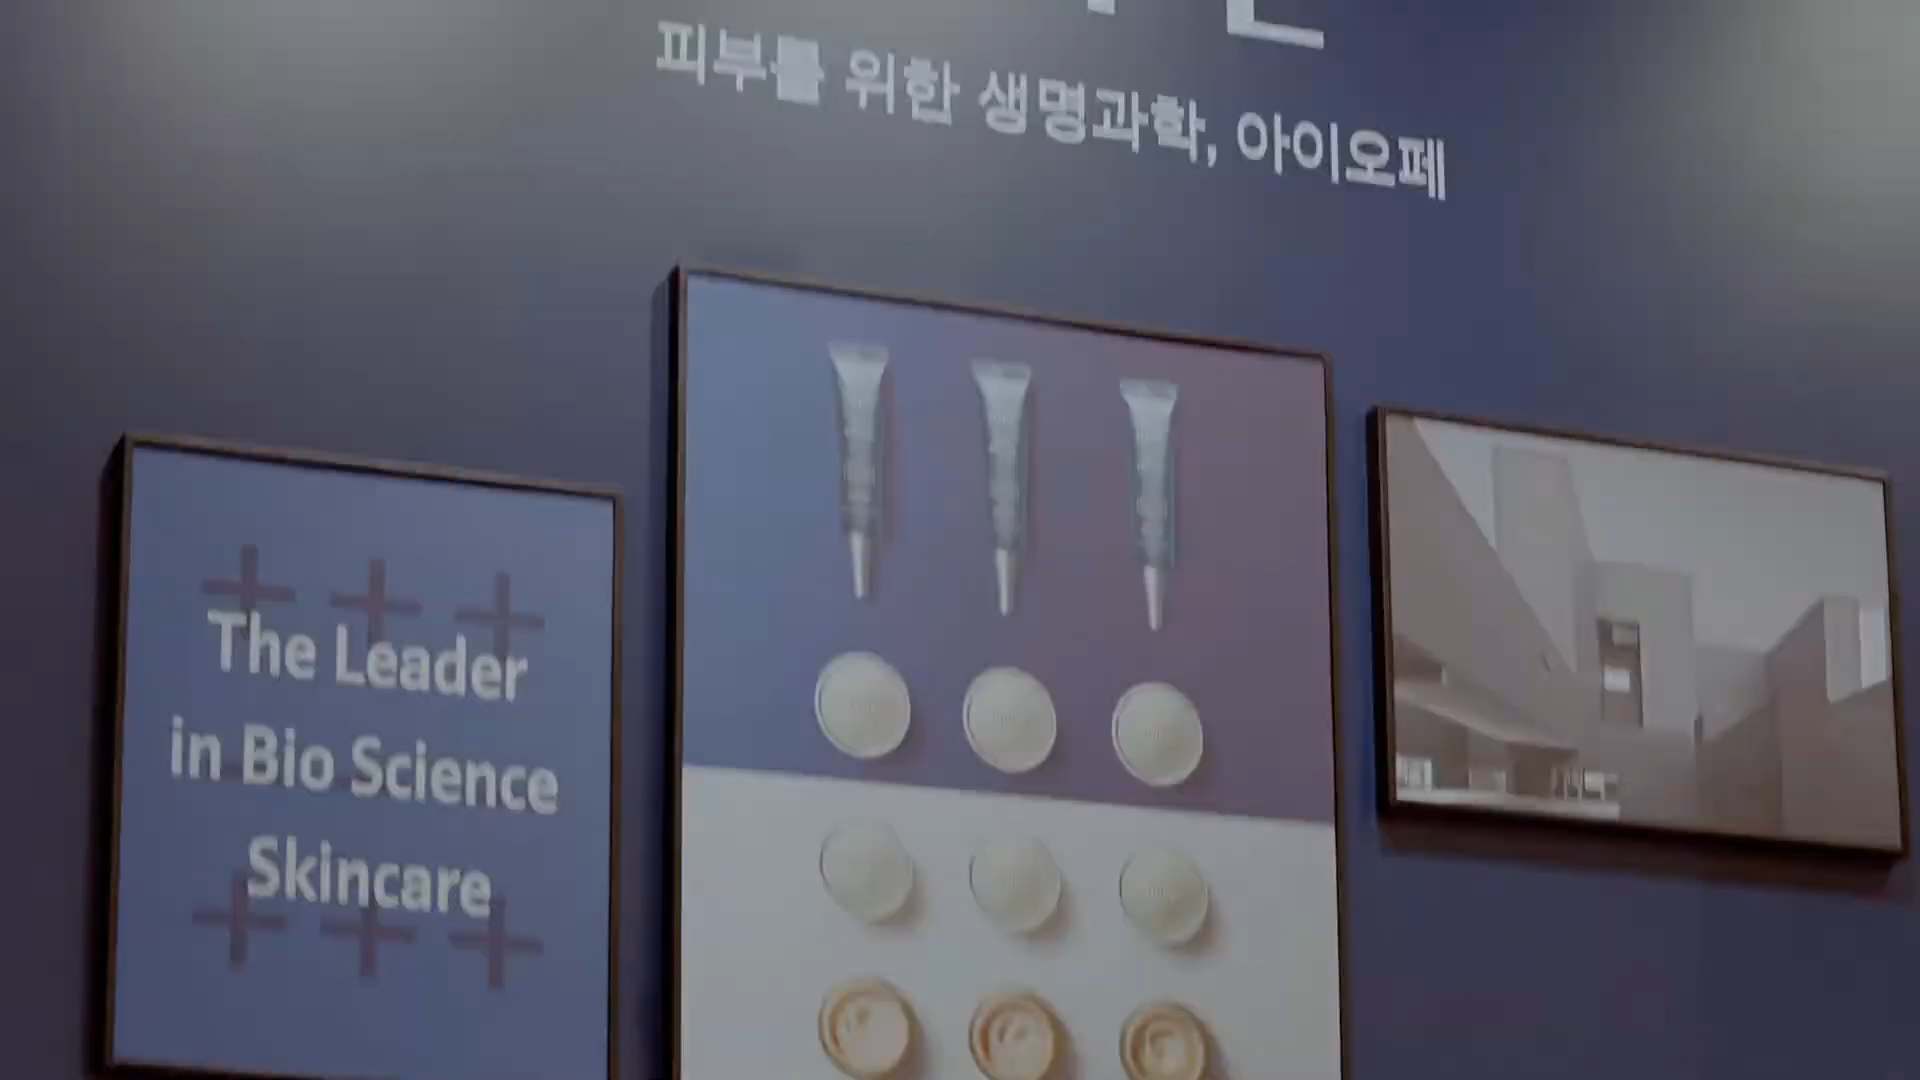 피부를 위한 생명과학, 아이오페
The Leader
in Bio Science
Skincare